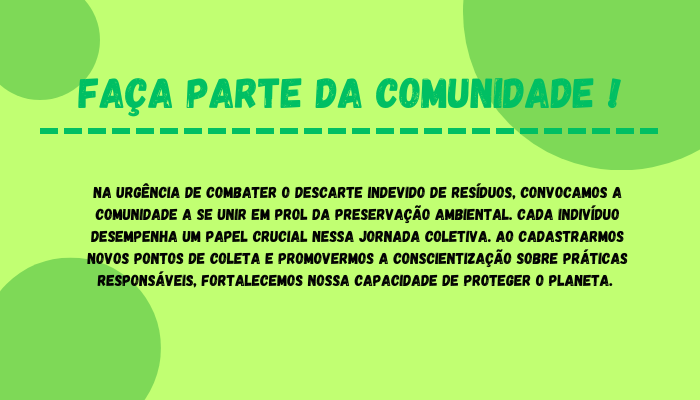 FAÇA PARTE DA COMUNIDADE !
NA URGÊNCIA DE COMBATER O DESCARTE INDEVIDO DE RESÍDUOS, CONVOCAMOS A
COMUNIDADE A SE UNIR EM PROL DA PRESERVAÇÃO AMBIENTAL. CADA INDIVÍDUO
DESEMPENHA UM PAPEL CRUCIAL NESSA JORNADA COLETIVA. AO CADASTRARMOS
NOVOS PONTOS DE COLETA E PROMOVERMOS A CONSCIENTIZAÇÃO SOBRE PRÁTICAS
RESPONSÁVEIS, FORTALECEMOS NOSSA CAPACIDADE DE PROTEGER O PLANETA.